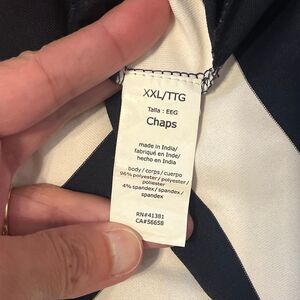 XXL/TTG
Talla : EEG
Chaps
made in India/
fabriqué en Inde/
hecho en India
body / corps / cuerpo
96% polyester / polyester /
poliester
4% spandex / spandex /
spandex
RN#41381
CA#56658